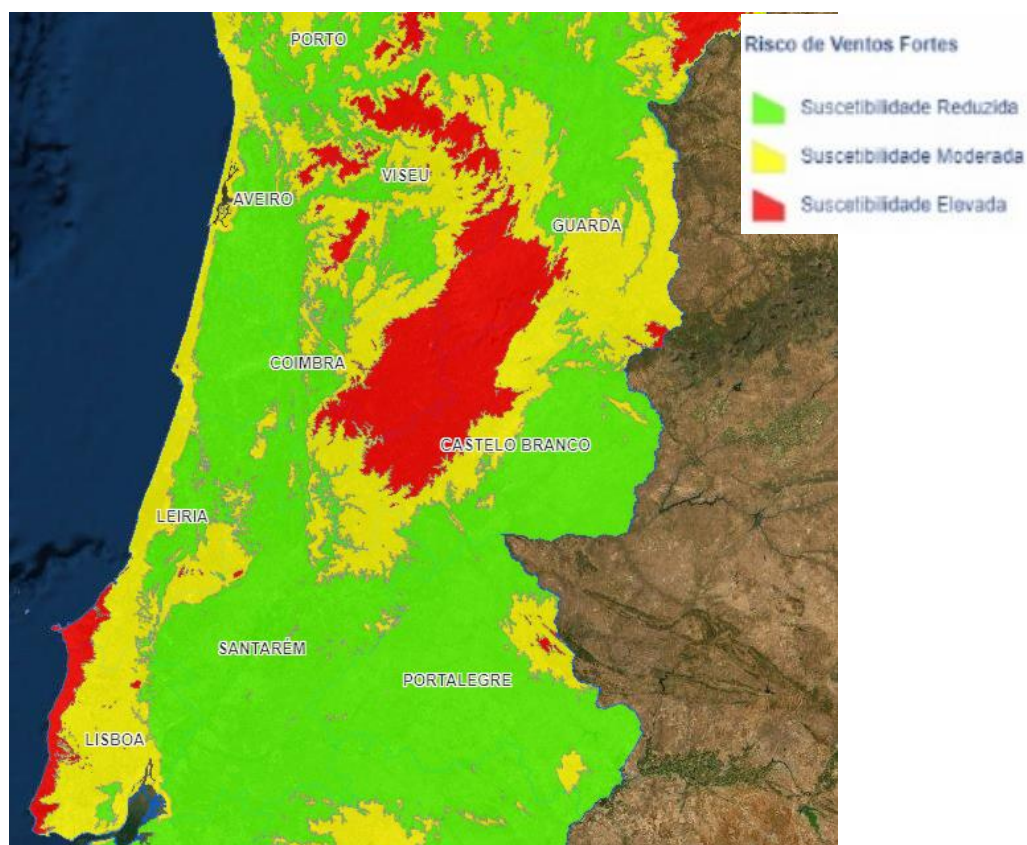 PORTO
Risco de Ventos Fortes
Suscetibilidade Reduzida
Suscetibilidade Moderada
Suscetibilidade Elevada
VISEU
AVEIRO
GUARDA
COIMBRA
CASTELO BRANCO
LEIRIA
SANTARÉM
PORTALEGRE
LISBOA